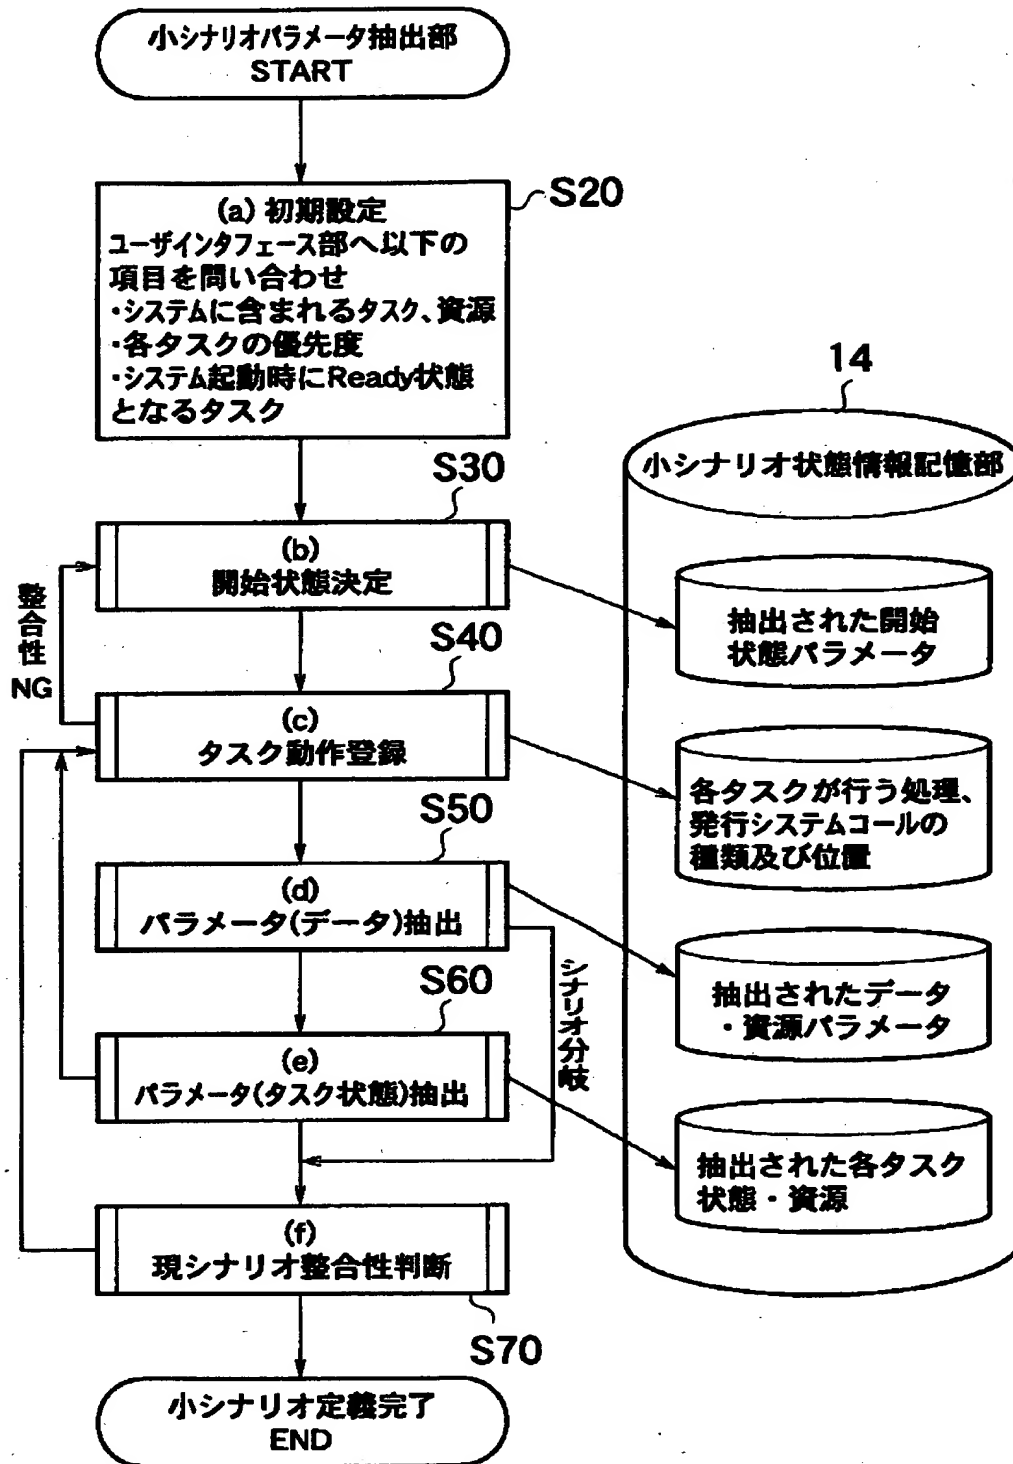 小シナリオパラメータ抽出部
START
S20
(a) 初期設定
ユーザインタフェース部へ以下の
項目を問い合わせ
・システムに含まれるタスク、資源
・各タスクの優先度
・システム起動時にReady状態
となるタスク
S30
(b)
開始状態決定
整合性
NG
S40
(c)
タスク動作登録
S50
(d)
パラメータ(データ)抽出
シナリオ分岐
S60
(e)
パラメータ(タスク状態)抽出
(f)
現シナリオ整合性判断
S70
小シナリオ定義完了
END
14
小シナリオ状態情報記憶部
抽出された開始
状態パラメータ
各タスクが行う処理、
発行システムコールの
種類及び位置
抽出されたデータ
・資源パラメータ
抽出された各タスク
状態・資源